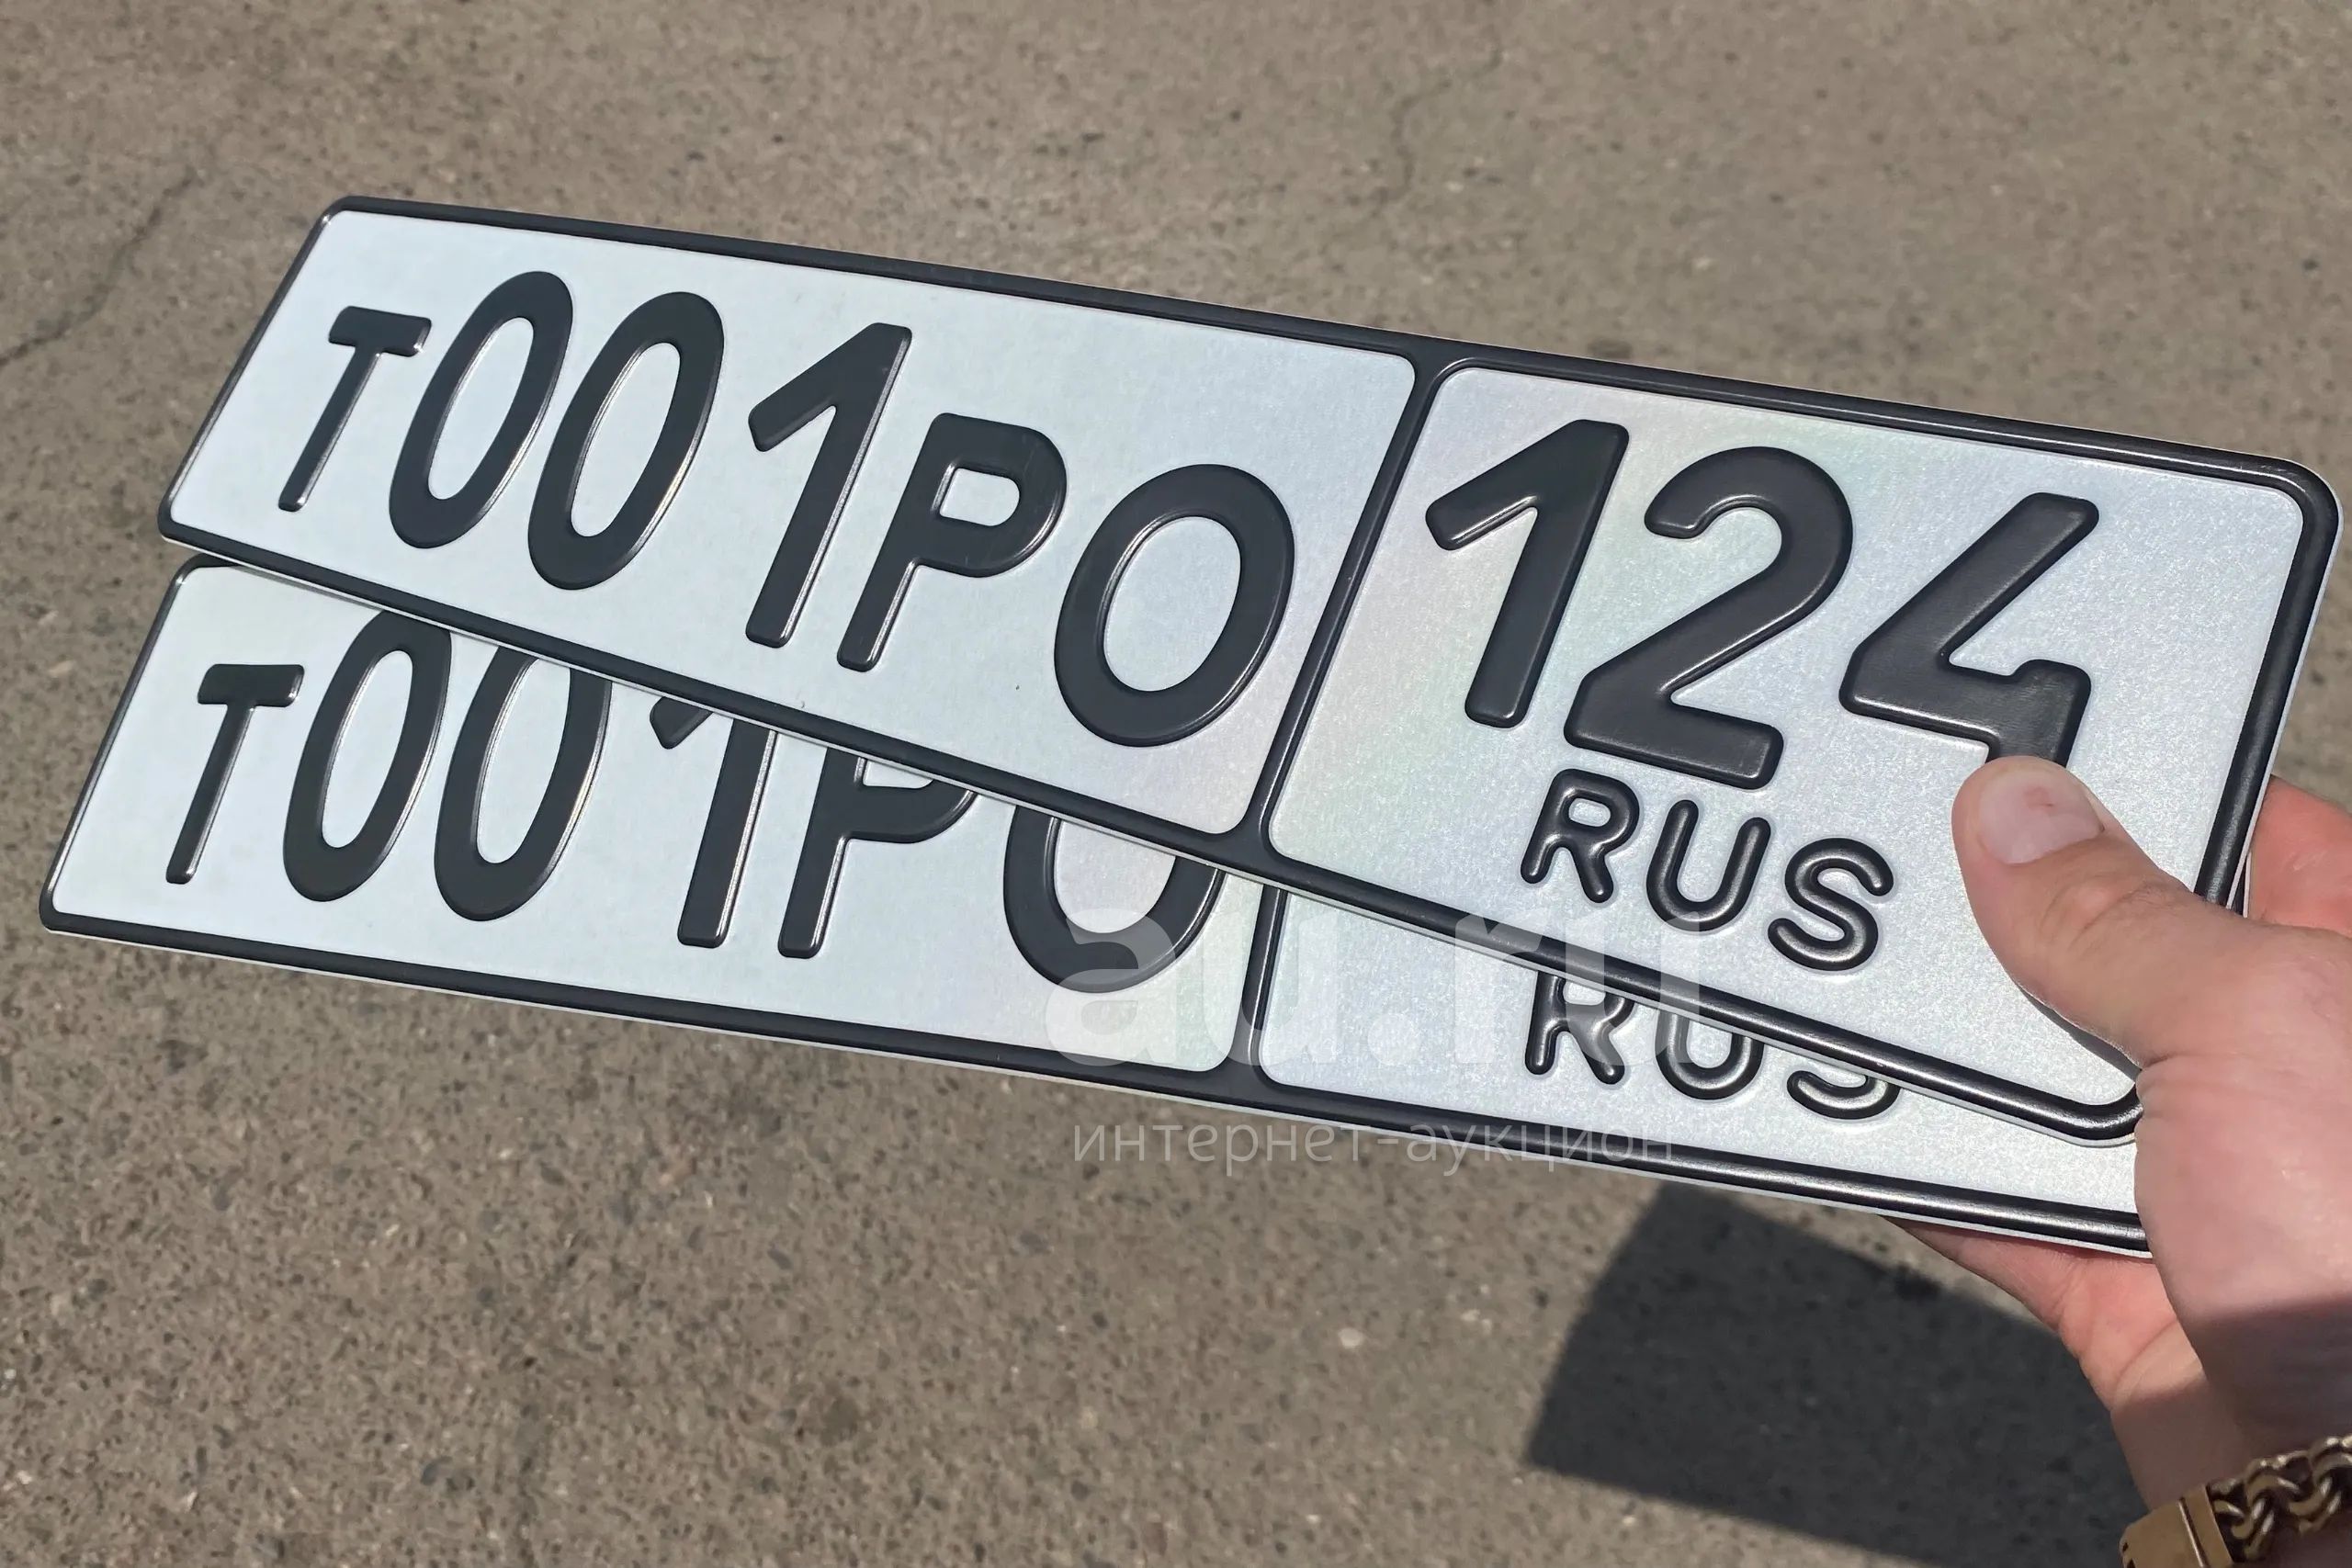 Т001РО 124
RUS
Т001РО
RUS
au.ru
интернет-аукцион